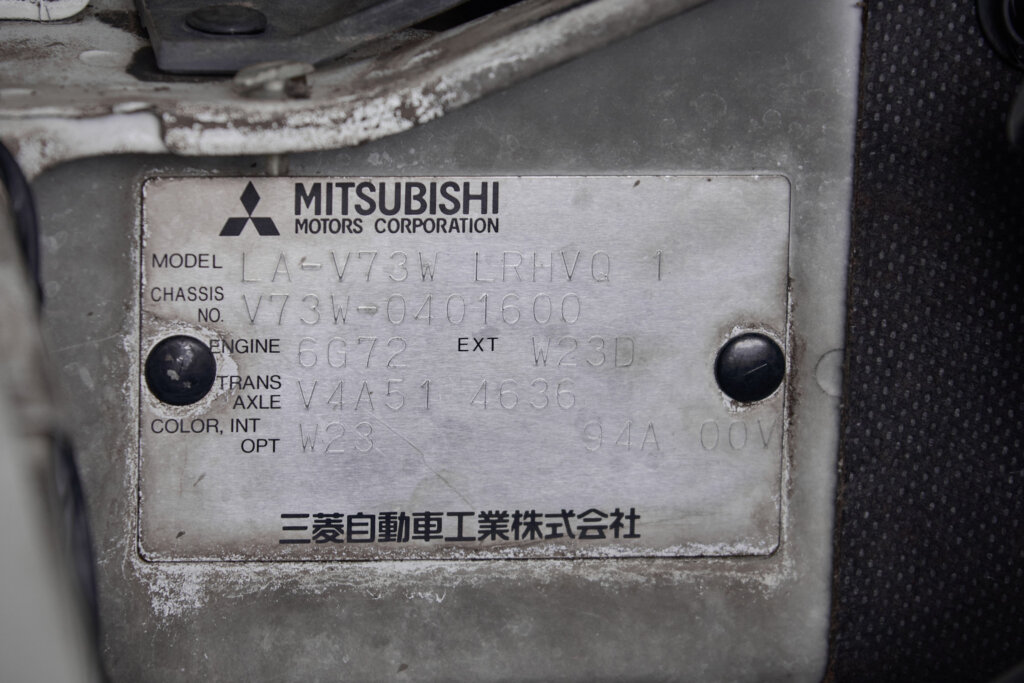 MITSUBISHI
MOTORS CORPORATION
MODEL LA-V73W LRHVQ 1
CHASSIS NO. V73W-0401600
ENGINE 6G72 EXT W23D
TRANS AXLE V4A51 4636
COLOR, INT OPT W23 94A 00V
三菱自動車工業株式会社